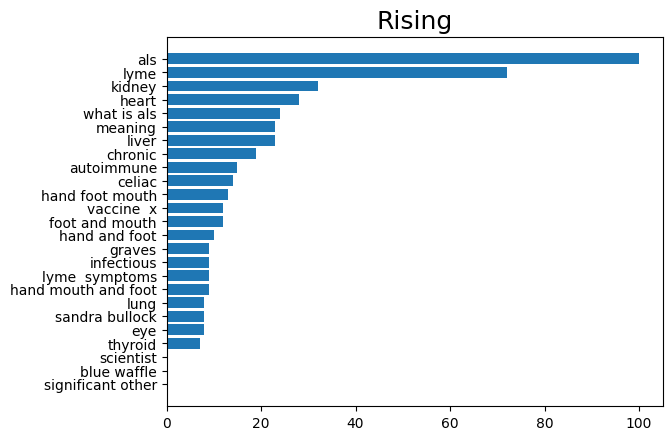 Rising
als
lyme
kidney
heart
what is als
meaning
liver
chronic
autoimmune
celiac
hand foot mouth
vaccine  x
foot and mouth
hand and foot
graves
infectious
lyme  symptoms
hand mouth and foot
lung
sandra bullock
eye
thyroid
scientist
blue waffle
significant other
0 20 40 60 80 100